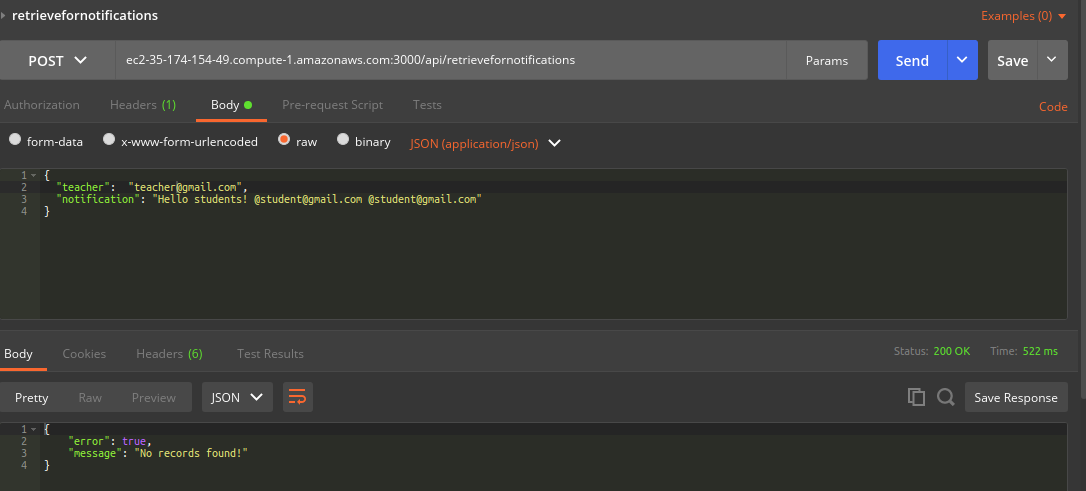 retrievefornotifications
Examples (0)
POST
ec2-35-174-154-49.compute-1.amazonaws.com:3000/api/retrievefornotifications
Params
Send
Save
Authorization
Headers (1)
Body
Pre-request Script
Tests
Code
form-data
x-www-form-urlencoded
raw
binary
JSON (application/json)
1 {
2 "teacher":  "teacher@gmail.com",
3 "notification": "Hello students! @student@gmail.com @student@gmail.com"
4 }
Body
Cookies
Headers (6)
Test Results
Status: 200 OK
Time: 522 ms
Pretty
Raw
Preview
JSON
Save Response
1 {
2 "error": true,
3 "message": "No records found!"
4 }